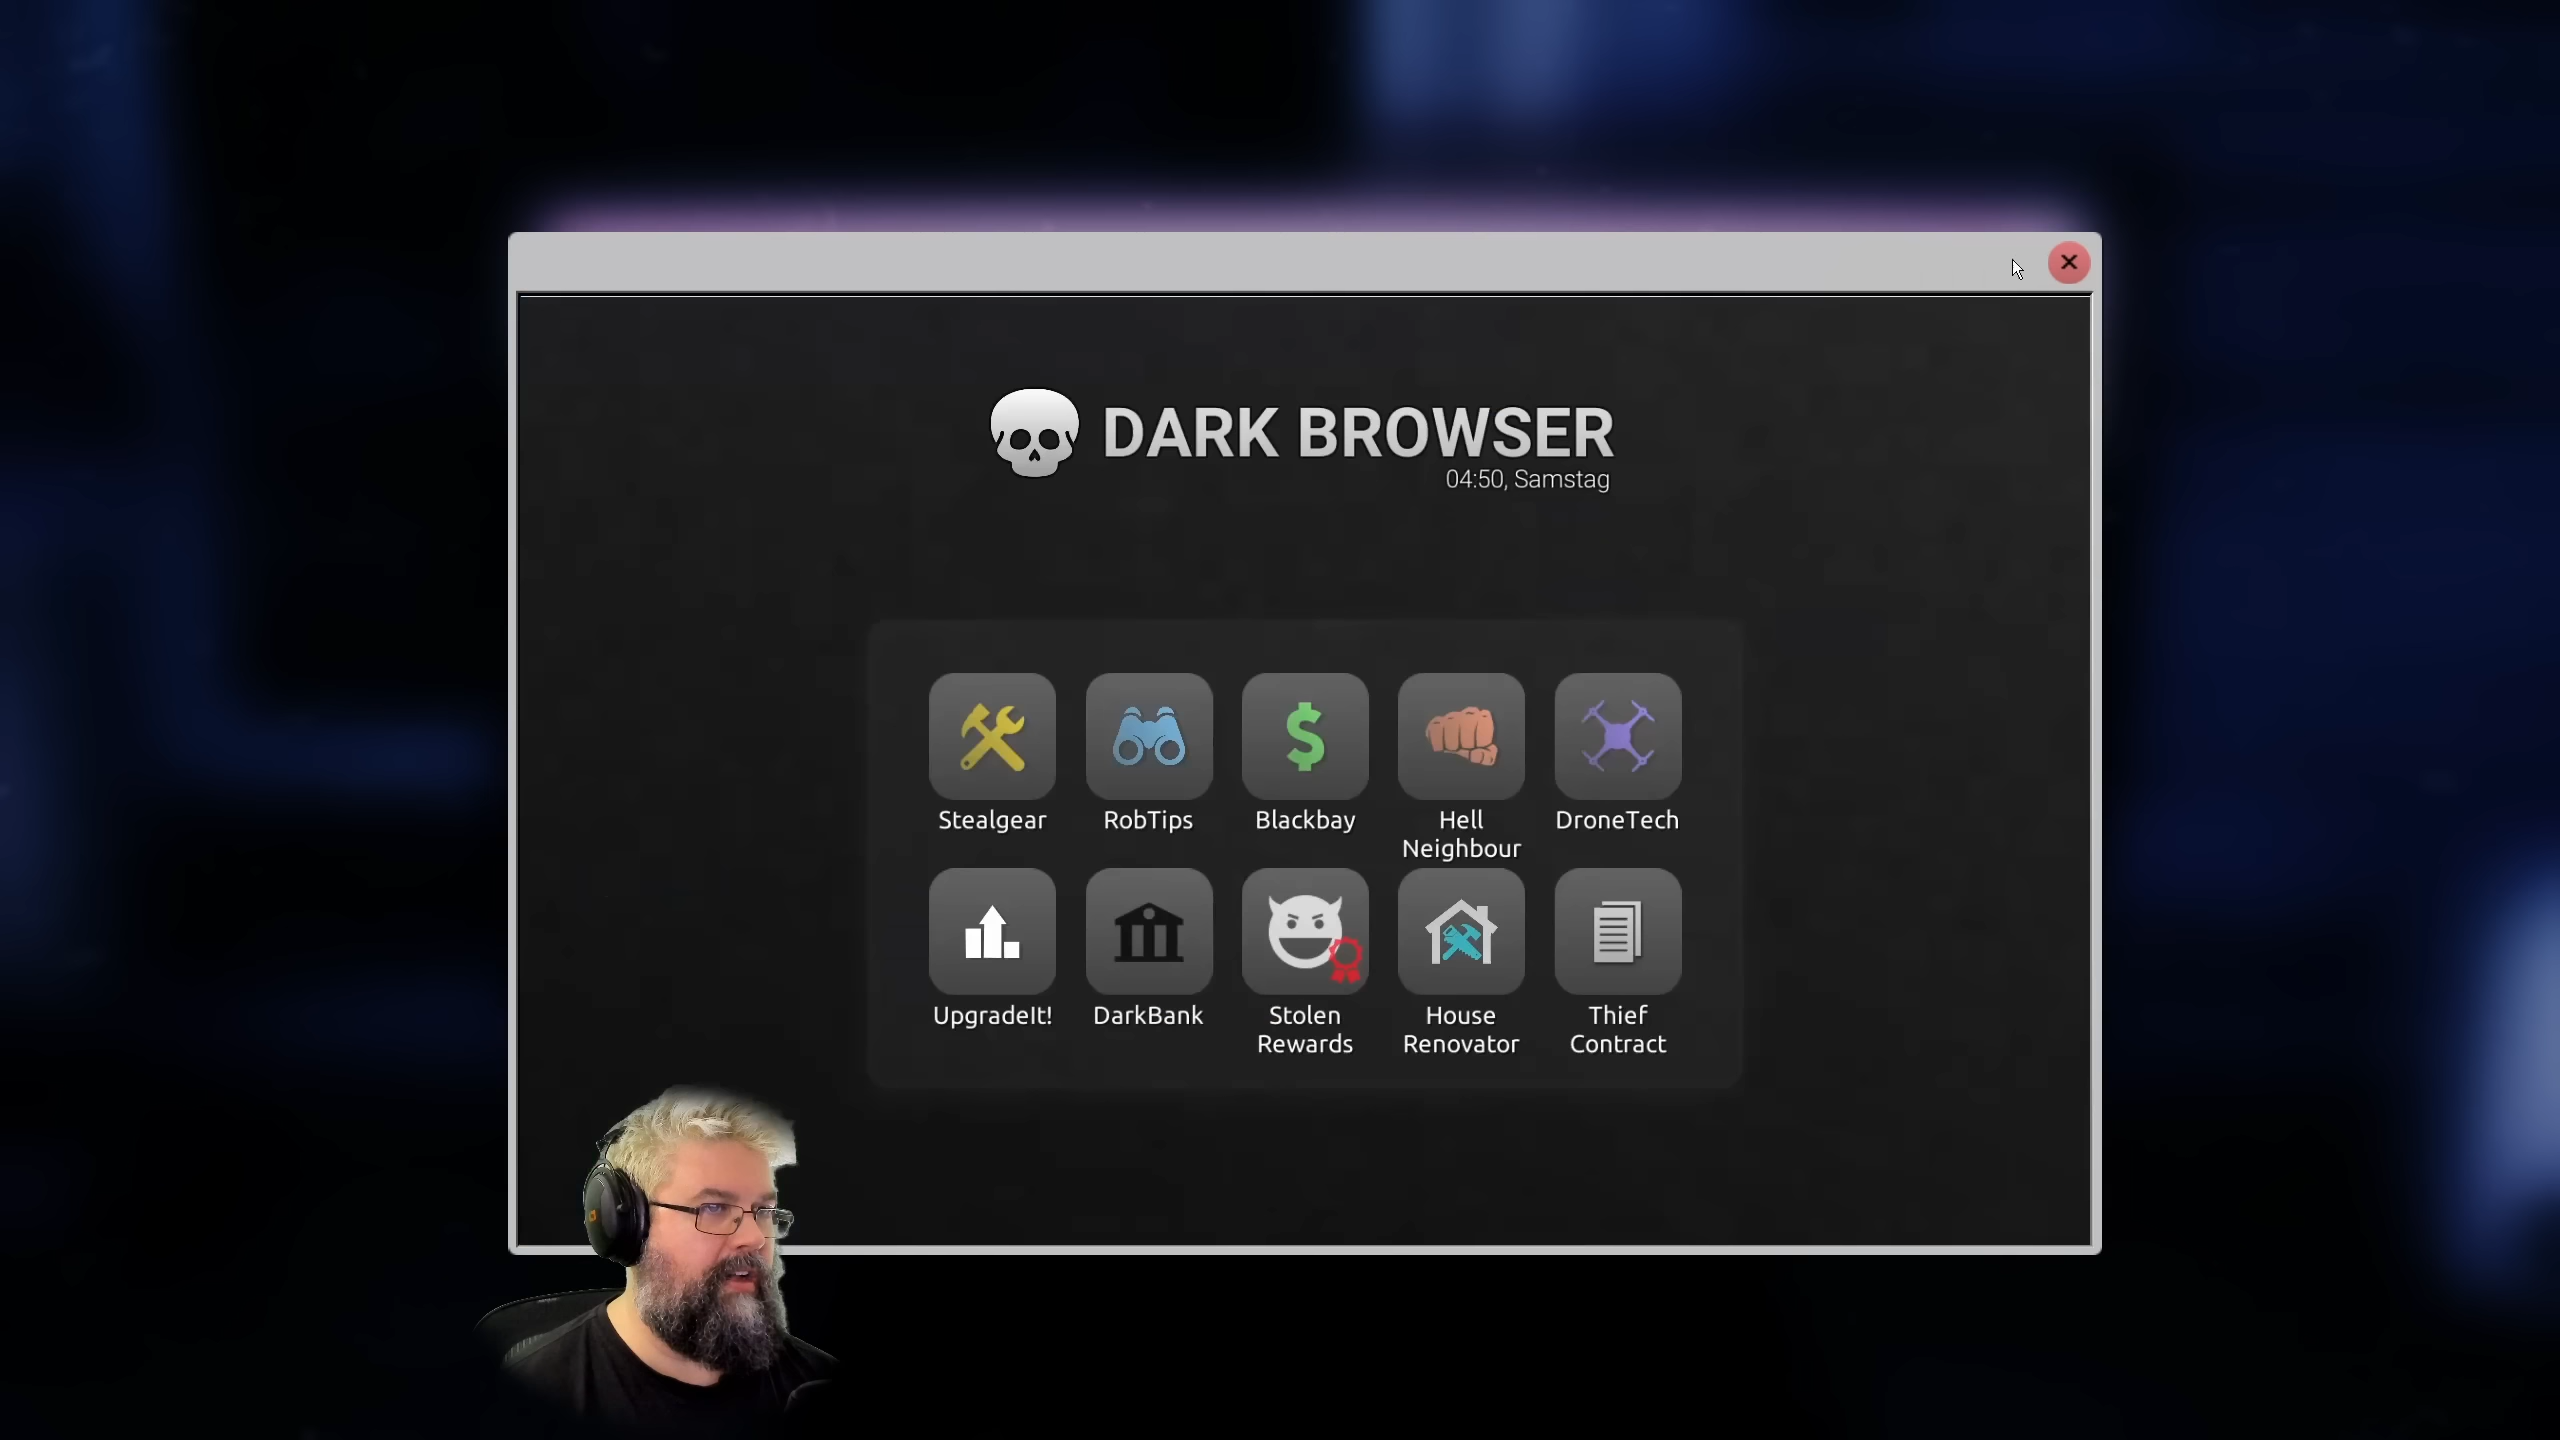 DARK BROWSER
04:50, Samstag
Stealgear
RobTips
Blackbay
Hell
Neighbour
DroneTech
UpgradeIt!
DarkBank
Stolen
Rewards
House
Renovator
Thief
Contract